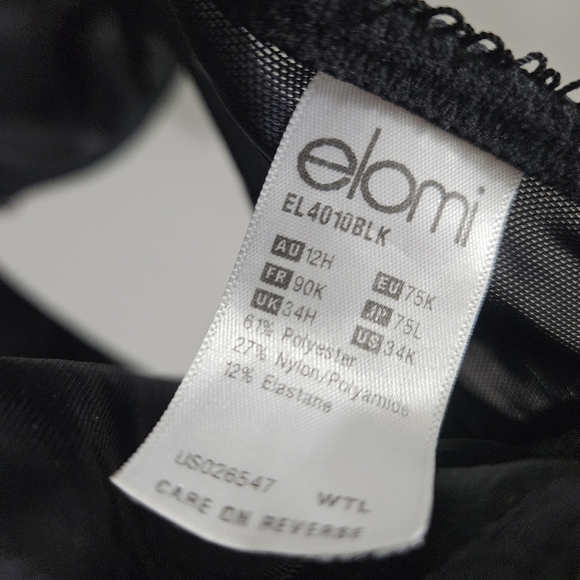 elomi
EL4010BLK
AU 12H
FR 90K EU 75K
UK 34H JP 75L
US 34K
61% Polyester
27% Nylon/Polyamide
12% Elastane
US026547 WTL
CARE ON REVERSE